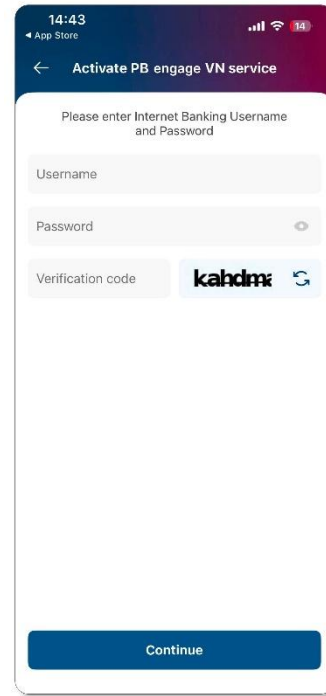 14:43
14
◀ App Store
← Activate PB engage VN service
Please enter Internet Banking Username
and Password
Username
Password
Verification code
Continue